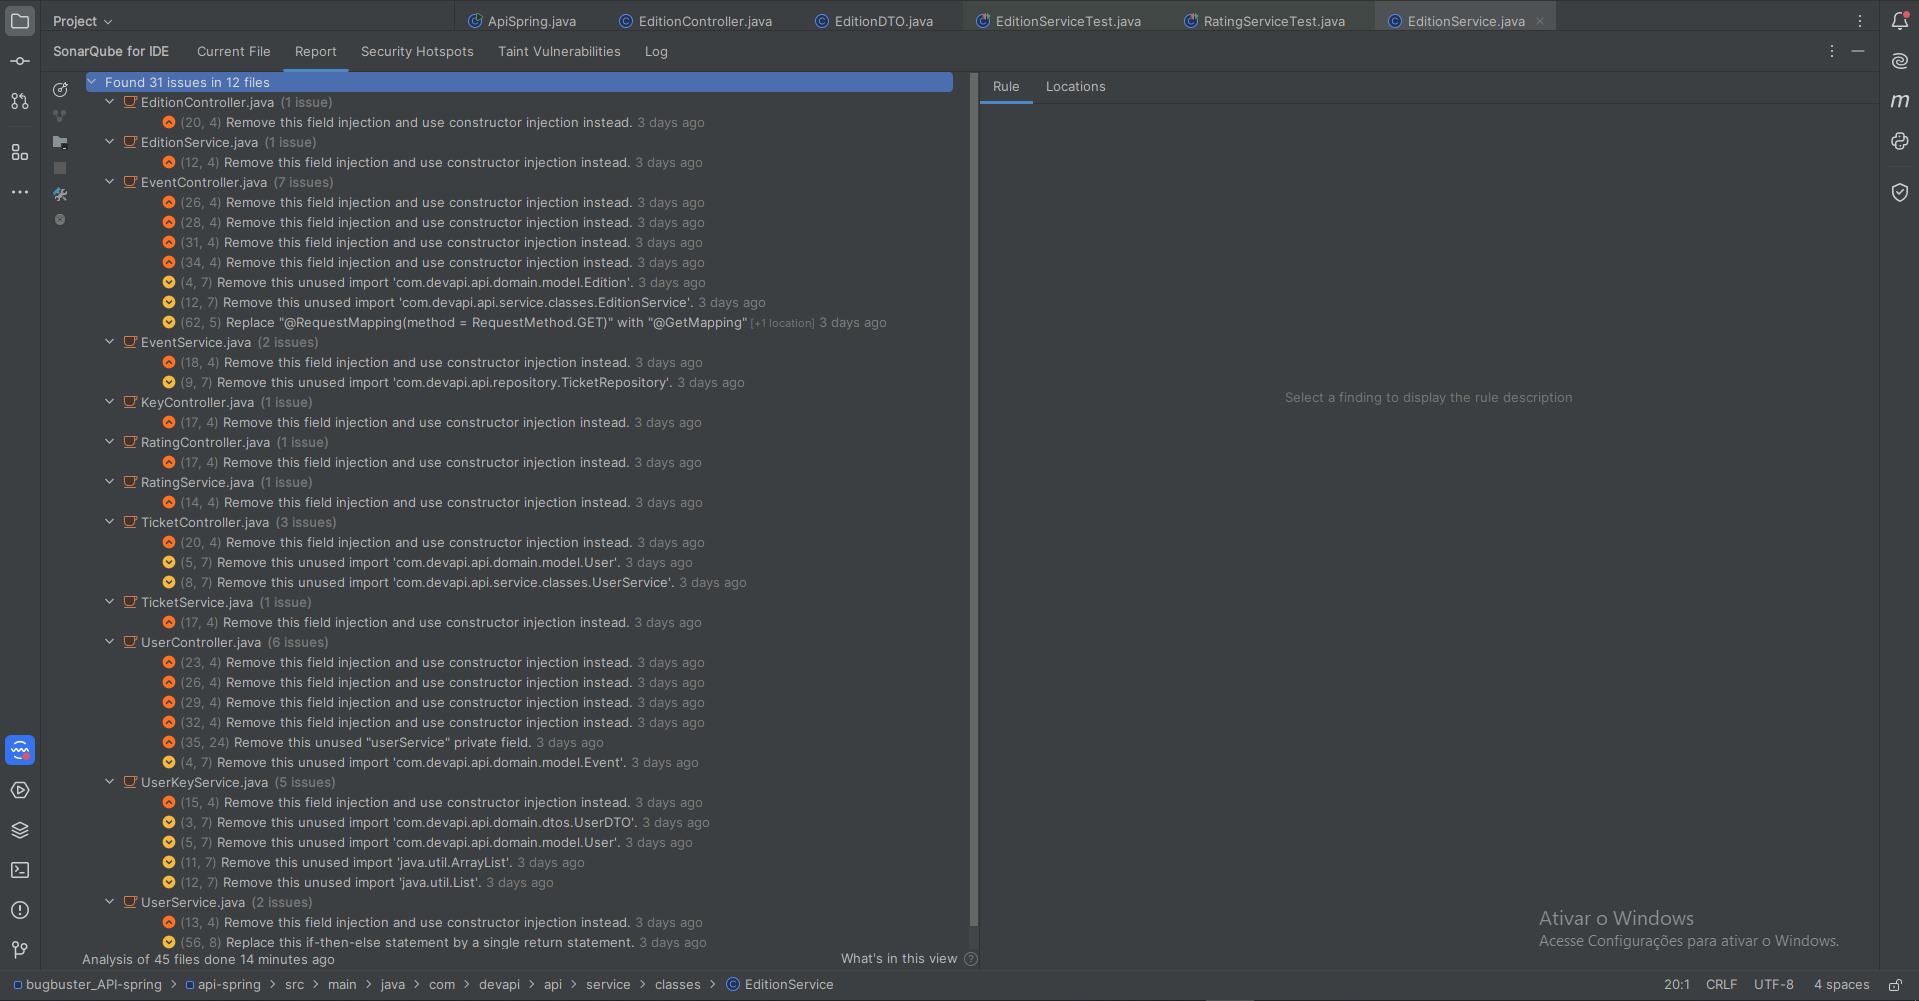 Project
ApiSpring.java
EditionController.java
EditionDTO.java
EditionServiceTest.java
RatingServiceTest.java
EditionService.java
SonarQube for IDE
Current File
Report
Security Hotspots
Taint Vulnerabilities
Log
Found 31 issues in 12 files
EditionController.java (1 issue)
(20, 4) Remove this field injection and use constructor injection instead. 3 days ago
EditionService.java (1 issue)
(12, 4) Remove this field injection and use constructor injection instead. 3 days ago
EventController.java (7 issues)
(26, 4) Remove this field injection and use constructor injection instead. 3 days ago
(28, 4) Remove this field injection and use constructor injection instead. 3 days ago
(31, 4) Remove this field injection and use constructor injection instead. 3 days ago
(34, 4) Remove this field injection and use constructor injection instead. 3 days ago
(4, 7) Remove this unused import 'com.devapi.api.domain.model.Edition'. 3 days ago
(12, 7) Remove this unused import 'com.devapi.api.service.classes.EditionService'. 3 days ago
(62, 5) Replace "@RequestMapping(method = RequestMethod.GET)" with "@GetMapping" [+1 location] 3 days ago
EventService.java (2 issues)
(18, 4) Remove this field injection and use constructor injection instead. 3 days ago
(9, 7) Remove this unused import 'com.devapi.api.repository.TicketRepository'. 3 days ago
KeyController.java (1 issue)
(17, 4) Remove this field injection and use constructor injection instead. 3 days ago
RatingController.java (1 issue)
(17, 4) Remove this field injection and use constructor injection instead. 3 days ago
RatingService.java (1 issue)
(14, 4) Remove this field injection and use constructor injection instead. 3 days ago
TicketController.java (3 issues)
(20, 4) Remove this field injection and use constructor injection instead. 3 days ago
(5, 7) Remove this unused import 'com.devapi.api.domain.model.User'. 3 days ago
(8, 7) Remove this unused import 'com.devapi.api.service.classes.UserService'. 3 days ago
TicketService.java (1 issue)
(17, 4) Remove this field injection and use constructor injection instead. 3 days ago
UserController.java (6 issues)
(23, 4) Remove this field injection and use constructor injection instead. 3 days ago
(26, 4) Remove this field injection and use constructor injection instead. 3 days ago
(29, 4) Remove this field injection and use constructor injection instead. 3 days ago
(32, 4) Remove this field injection and use constructor injection instead. 3 days ago
(35, 24) Remove this unused "userService" private field. 3 days ago
(4, 7) Remove this unused import 'com.devapi.api.domain.model.Event'. 3 days ago
UserKeyService.java (5 issues)
(15, 4) Remove this field injection and use constructor injection instead. 3 days ago
(3, 7) Remove this unused import 'com.devapi.api.domain.dtos.UserDTO'. 3 days ago
(5, 7) Remove this unused import 'com.devapi.api.domain.model.User'. 3 days ago
(11, 7) Remove this unused import 'java.util.ArrayList'. 3 days ago
(12, 7) Remove this unused import 'java.util.List'. 3 days ago
UserService.java (2 issues)
(13, 4) Remove this field injection and use constructor injection instead. 3 days ago
(56, 8) Replace this if-then-else statement by a single return statement. 3 days ago
Analysis of 45 files done 14 minutes ago
What's in this view
Rule
Locations
Select a finding to display the rule description
m
Ativar o Windows
Acesse Configurações para ativar o Windows.
bugbuster_API-spring > api-spring > src > main > java > com > devapi > api > service > classes > EditionService
20:1 CRLF UTF-8 4 spaces